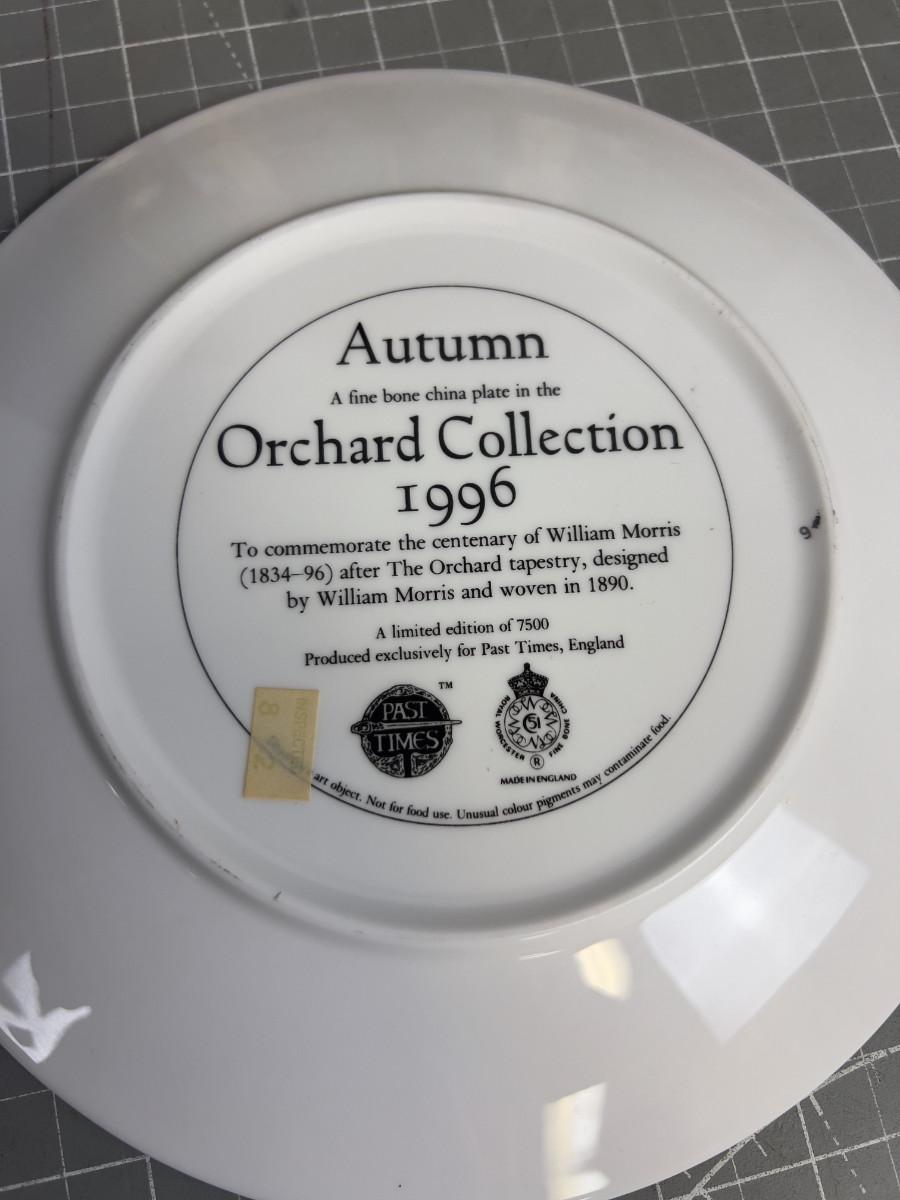 Autumn
A fine bone china plate in the
Orchard Collection
1996
To commemorate the centenary of William Morris
(1834–96) after The Orchard tapestry, designed
by William Morris and woven in 1890.
A limited edition of 7500
Produced exclusively for Past Times, England
PAST
TIMES
™
ROYAL WORCESTER ® FINE BONE CHINA
51
MADE IN ENGLAND
art object. Not for food use. Unusual colour pigments may contaminate food.
9